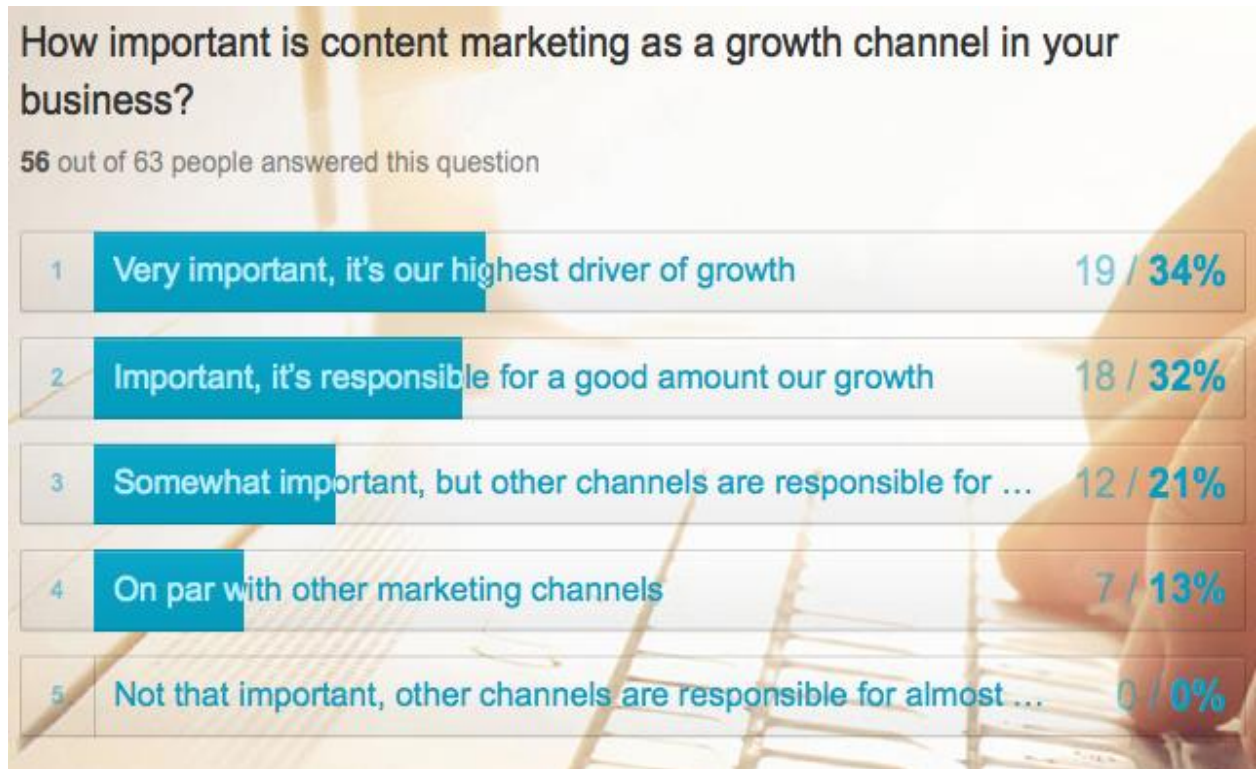 How important is content marketing as a growth channel in your
business?
56 out of 63 people answered this question
1 Very important, it's our highest driver of growth 19 / 34%
2 Important, it's responsible for a good amount our growth 18 / 32%
3 Somewhat important, but other channels are responsible for ... 12 / 21%
4 On par with other marketing channels 7 / 13%
5 Not that important, other channels are responsible for almost ... 0 / 0%